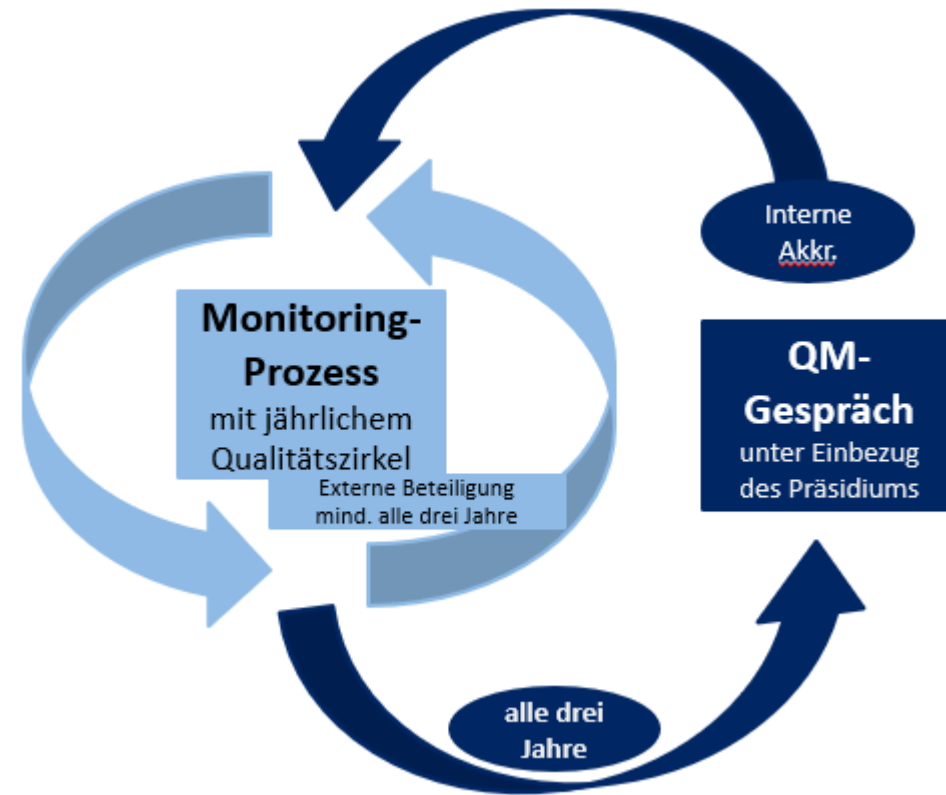 Interne
Akkr.
Monitoring-
Prozess
mit jährlichem
Qualitätszirkel
Externe Beteiligung
mind. alle drei Jahre
QM-
Gespräch
unter Einbezug
des Präsidiums
alle drei
Jahre